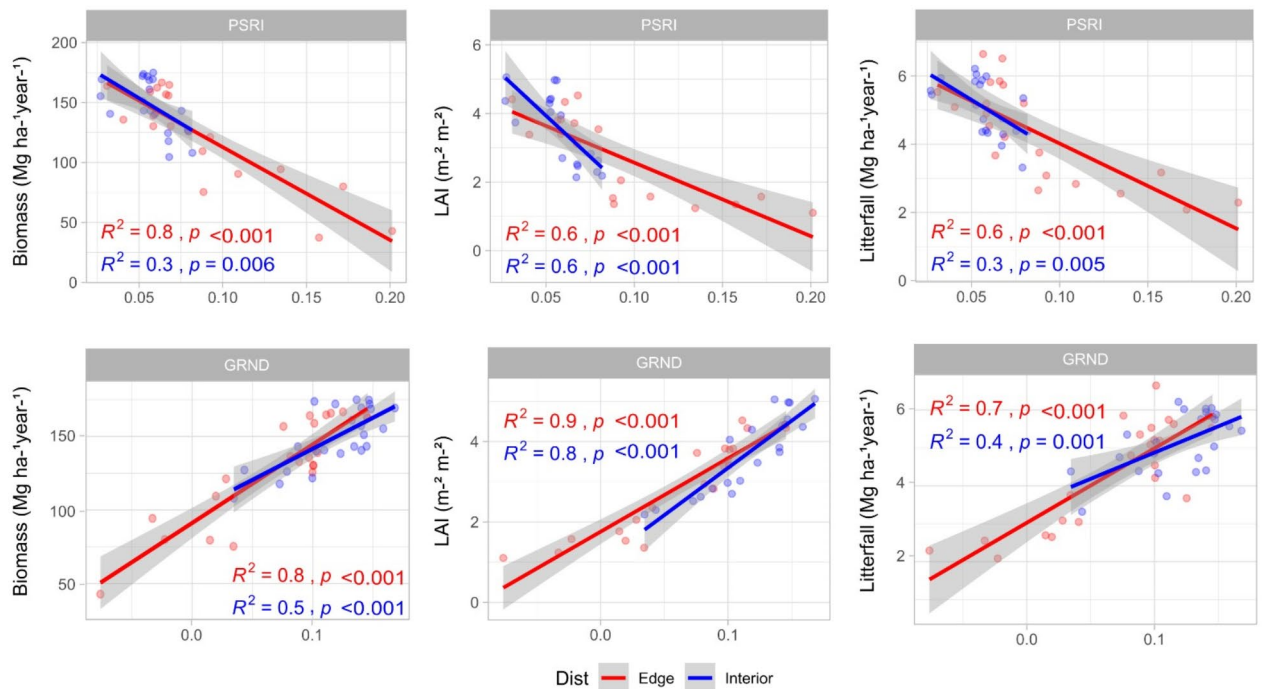 PSRI
Biomass (Mg ha-¹year-¹)
200
150
100
50
0
R² = 0.8 , p <0.001
R² = 0.3 , p = 0.006
0.05 0.10 0.15 0.20
PSRI
LAI (m-² m-²)
6
4
2
0
R² = 0.6 , p <0.001
R² = 0.6 , p <0.001
0.05 0.10 0.15 0.20
PSRI
Litterfall (Mg ha-¹year-¹)
6
4
2
0
R² = 0.6 , p <0.001
R² = 0.3 , p = 0.005
0.05 0.10 0.15 0.20
GRND
Biomass (Mg ha-¹year-¹)
150
100
50
R² = 0.8 , p <0.001
R² = 0.5 , p <0.001
0.0 0.1
GRND
LAI (m-² m-²)
4
2
0
R² = 0.9 , p <0.001
R² = 0.8 , p <0.001
0.0 0.1
GRND
Litterfall (Mg ha-¹year-¹)
6
4
2
R² = 0.7 , p <0.001
R² = 0.4 , p = 0.001
0.0 0.1
Dist Edge Interior